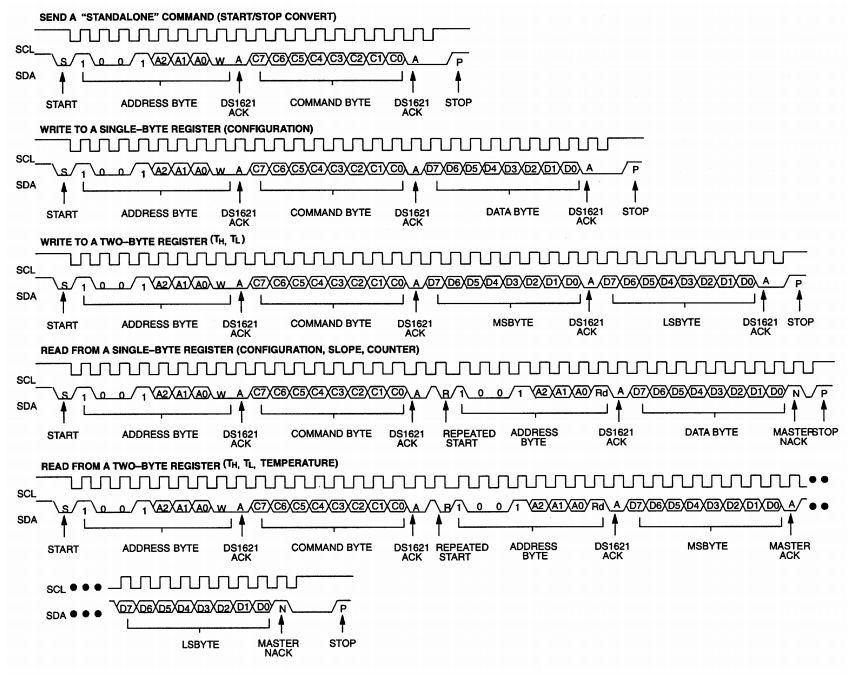 SEND A "STANDALONE" COMMAND (START/STOP CONVERT)
SCL
SDA S 1 0 0 1 A2 A1 A0 W A C7 C6 C5 C4 C3 C2 C1 C0 A P
START ADDRESS BYTE DS1621 ACK COMMAND BYTE DS1621 ACK STOP
WRITE TO A SINGLE–BYTE REGISTER (CONFIGURATION)
SCL
SDA S 1 0 0 1 A2 A1 A0 W A C7 C6 C5 C4 C3 C2 C1 C0 A D7 D6 D5 D4 D3 D2 D1 D0 A P
START ADDRESS BYTE DS1621 ACK COMMAND BYTE DS1621 ACK DATA BYTE DS1621 ACK STOP
WRITE TO A TWO–BYTE REGISTER (TH, TL)
SCL
SDA S 1 0 0 1 A2 A1 A0 W A C7 C6 C5 C4 C3 C2 C1 C0 A D7 D6 D5 D4 D3 D2 D1 D0 A D7 D6 D5 D4 D3 D2 D1 D0 A P
START ADDRESS BYTE DS1621 ACK COMMAND BYTE DS1621 ACK MSBYTE DS1621 ACK LSBYTE DS1621 ACK STOP
READ FROM A SINGLE–BYTE REGISTER (CONFIGURATION, SLOPE, COUNTER)
SCL
SDA S 1 0 0 1 A2 A1 A0 W A C7 C6 C5 C4 C3 C2 C1 C0 A R 1 0 0 1 A2 A1 A0 Rd A D7 D6 D5 D4 D3 D2 D1 D0 N P
START ADDRESS BYTE DS1621 ACK COMMAND BYTE DS1621 ACK REPEATED START ADDRESS BYTE DS1621 ACK DATA BYTE MASTER NACK STOP
READ FROM A TWO–BYTE REGISTER (TH, TL, TEMPERATURE)
SCL
SDA S 1 0 0 1 A2 A1 A0 W A C7 C6 C5 C4 C3 C2 C1 C0 A R 1 0 0 1 A2 A1 A0 Rd A D7 D6 D5 D4 D3 D2 D1 D0 A
START ADDRESS BYTE DS1621 ACK COMMAND BYTE DS1621 ACK REPEATED START ADDRESS BYTE DS1621 ACK MSBYTE MASTER ACK
SCL
SDA D7 D6 D5 D4 D3 D2 D1 D0 N P
LSBYTE MASTER NACK STOP